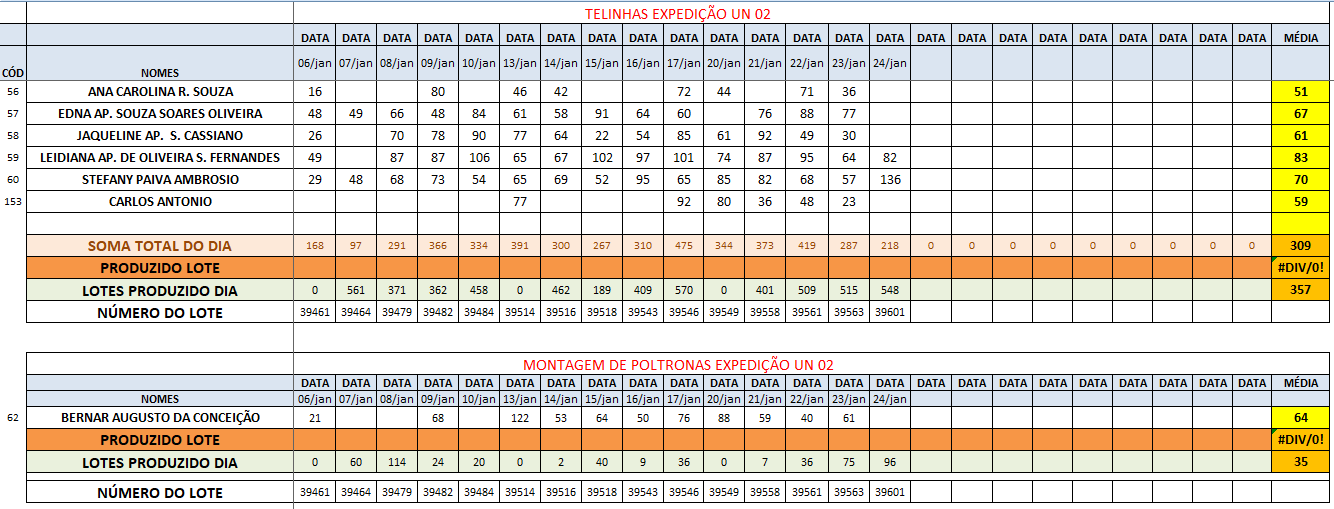 TELINHAS EXPEDIÇÃO UN 02
DATA DATA DATA DATA DATA DATA DATA DATA DATA DATA DATA DATA DATA DATA DATA DATA DATA DATA DATA DATA DATA DATA DATA DATA MÉDIA
CÓD NOMES 06/jan 07/jan 08/jan 09/jan 10/jan 13/jan 14/jan 15/jan 16/jan 17/jan 20/jan 21/jan 22/jan 23/jan 24/jan
56 ANA CAROLINA R. SOUZA 16 80 46 42 72 44 71 36 51
57 EDNA AP. SOUZA SOARES OLIVEIRA 48 49 66 48 84 61 58 91 64 60 76 88 77 67
58 JAQUELINE AP. S. CASSIANO 26 70 78 90 77 64 22 54 85 61 92 49 30 61
59 LEIDIANA AP. DE OLIVEIRA S. FERNANDES 49 87 87 106 65 67 102 97 101 74 87 95 64 82 83
60 STEFANY PAIVA AMBROSIO 29 48 68 73 54 65 69 52 95 65 85 82 68 57 136 70
153 CARLOS ANTONIO 77 92 80 36 48 23 59
SOMA TOTAL DO DIA 168 97 291 366 334 391 300 267 310 475 344 373 419 287 218 0 0 0 0 0 0 0 0 0 309
PRODUZIDO LOTE #DIV/0!
LOTES PRODUZIDO DIA 0 561 371 362 458 0 462 189 409 570 0 401 509 515 548 357
NÚMERO DO LOTE 39461 39464 39479 39482 39484 39514 39516 39518 39543 39546 39549 39558 39561 39563 39601
MONTAGEM DE POLTRONAS EXPEDIÇÃO UN 02
DATA DATA DATA DATA DATA DATA DATA DATA DATA DATA DATA DATA DATA DATA DATA DATA DATA DATA DATA DATA DATA DATA DATA DATA MÉDIA
NOMES 06/jan 07/jan 08/jan 09/jan 10/jan 13/jan 14/jan 15/jan 16/jan 17/jan 20/jan 21/jan 22/jan 23/jan 24/jan
62 BERNAR AUGUSTO DA CONCEIÇÃO 21 68 122 53 64 50 76 88 59 40 61 64
PRODUZIDO LOTE #DIV/0!
LOTES PRODUZIDO DIA 0 60 114 24 20 0 2 40 9 36 0 7 36 75 96 35
NÚMERO DO LOTE 39461 39464 39479 39482 39484 39514 39516 39518 39543 39546 39549 39558 39561 39563 39601